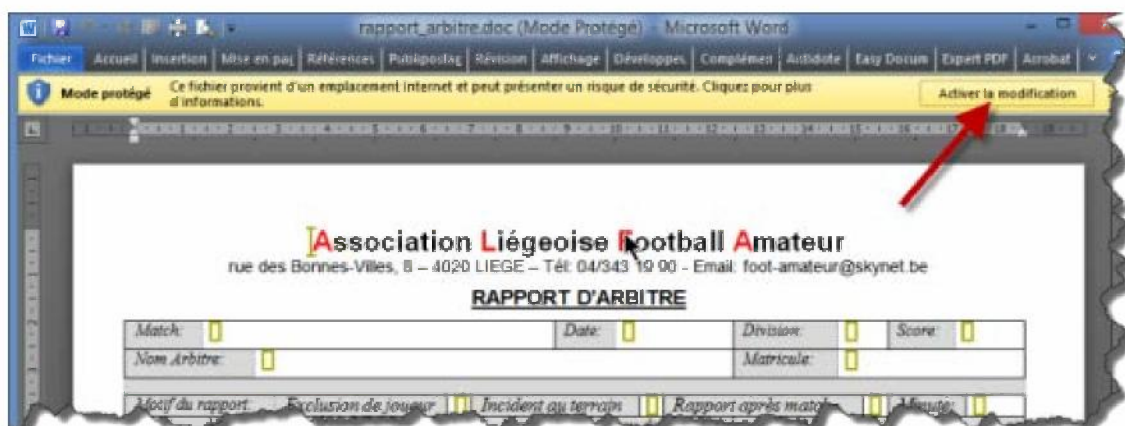 rapport_arbitre.doc (Mode Protégé) - Microsoft Word
Fichier Accueil Insertion Mise en pag Références Publipostag Révision Affichage Développeu Complémen Antidote Easy Docum Expert PDF Acrobat
Mode protégé Ce fichier provient d'un emplacement Internet et peut présenter un risque de sécurité. Cliquez pour plus d'informations. Activer la modification
Association Liégeoise Football Amateur
rue des Bonnes-Villes, 8 – 4020 LIEGE – Tél: 04/343 19 00 - Email: foot-amateur@skynet.be
RAPPORT D'ARBITRE
Match: Date: Division: Score:
Nom Arbitre: Matricule:
Motif du rapport: Exclusion de joueur Incident au terrain Rapport après match Minute: